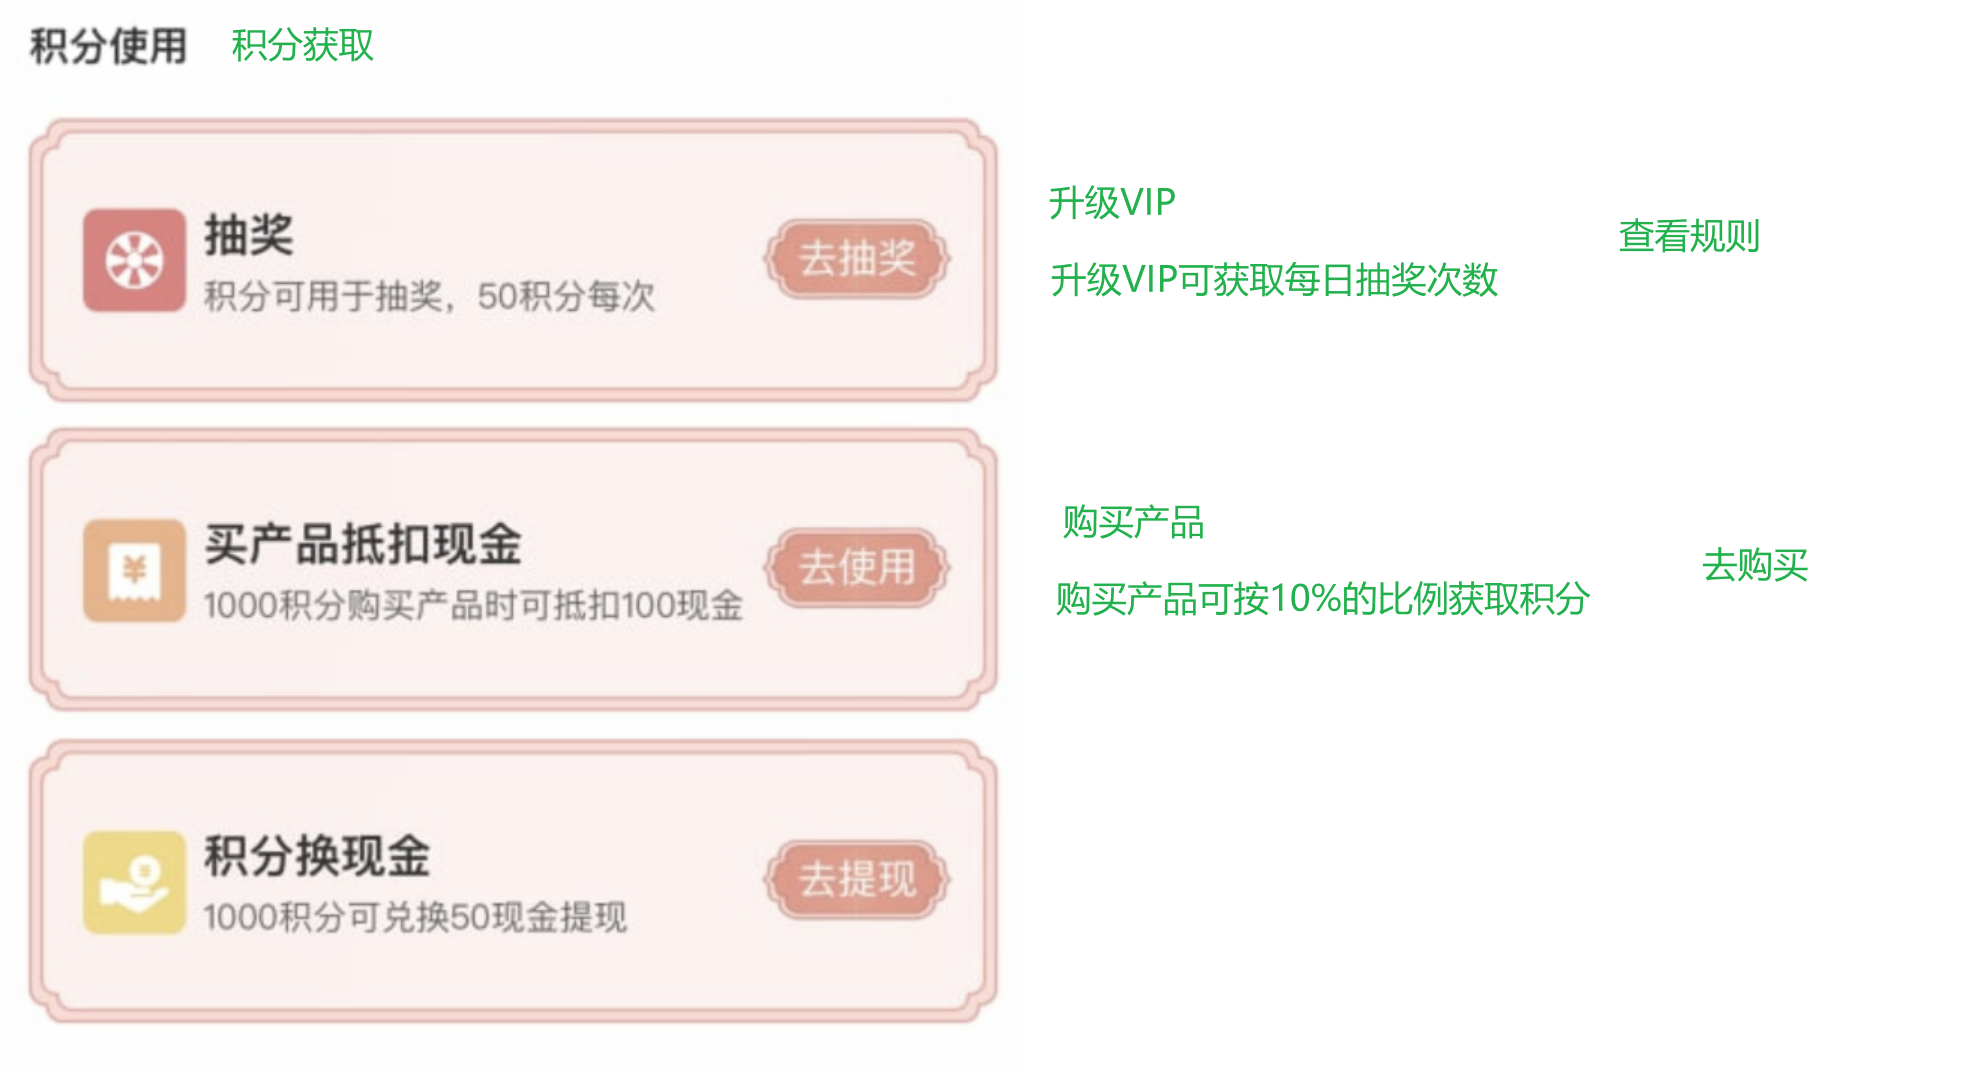 积分使用 积分获取
抽奖
积分可用于抽奖，50积分每次
去抽奖
升级VIP
升级VIP可获取每日抽奖次数
查看规则
买产品抵扣现金
1000积分购买产品时可抵扣100现金
去使用
购买产品
购买产品可按10%的比例获取积分
去购买
积分换现金
1000积分可兑换50现金提现
去提现